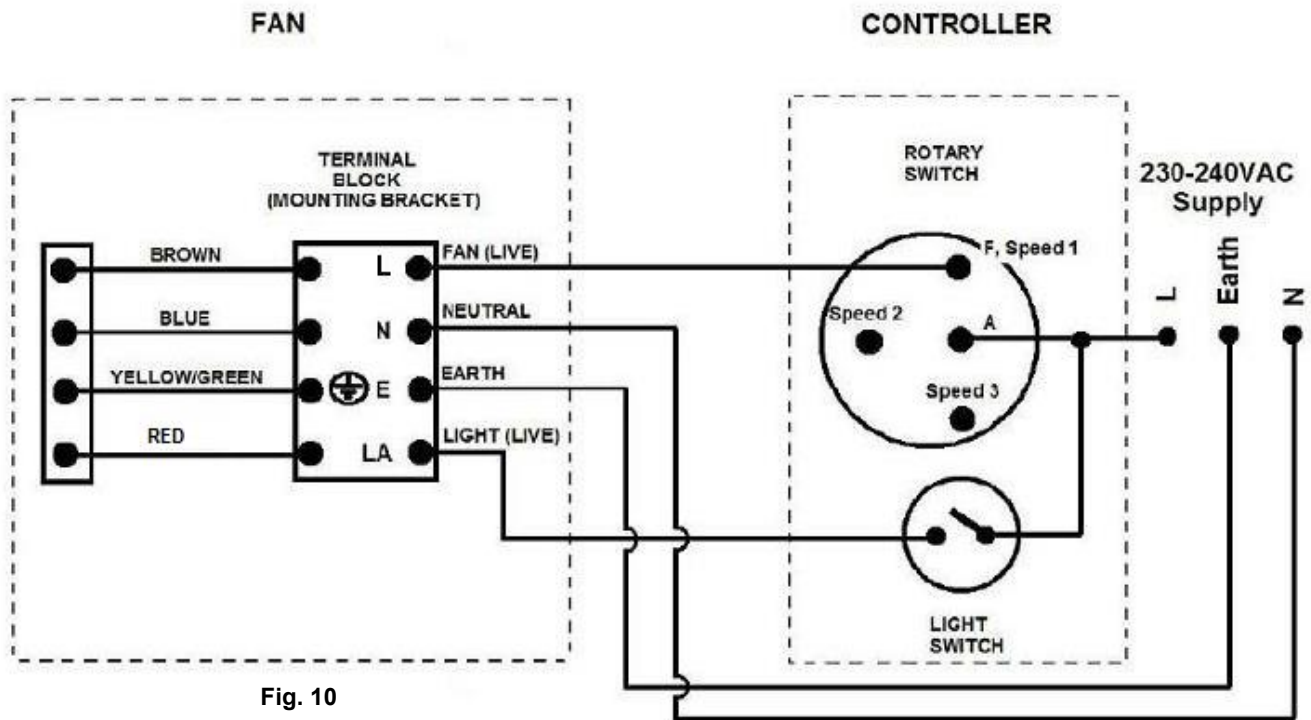 FAN
CONTROLLER
TERMINAL
BLOCK
(MOUNTING BRACKET)
BROWN
BLUE
YELLOW/GREEN
RED
L
N
E
LA
FAN (LIVE)
NEUTRAL
EARTH
LIGHT (LIVE)
ROTARY
SWITCH
F, Speed 1
Speed 2
A
Speed 3
LIGHT
SWITCH
230-240VAC
Supply
L
Earth
N
Fig. 10